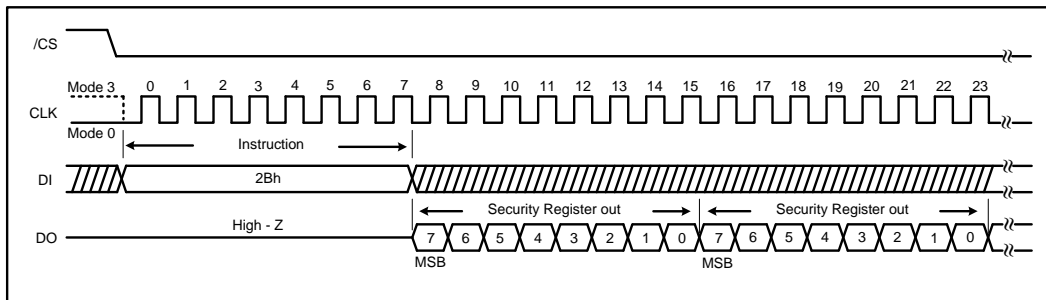 /CS
Mode 3 0 1 2 3 4 5 6 7 8 9 10 11 12 13 14 15 16 17 18 19 20 21 22 23
CLK
Mode 0
Instruction
DI 2Bh
Security Register out Security Register out
DO High - Z 7 6 5 4 3 2 1 0 7 6 5 4 3 2 1 0
MSB MSB